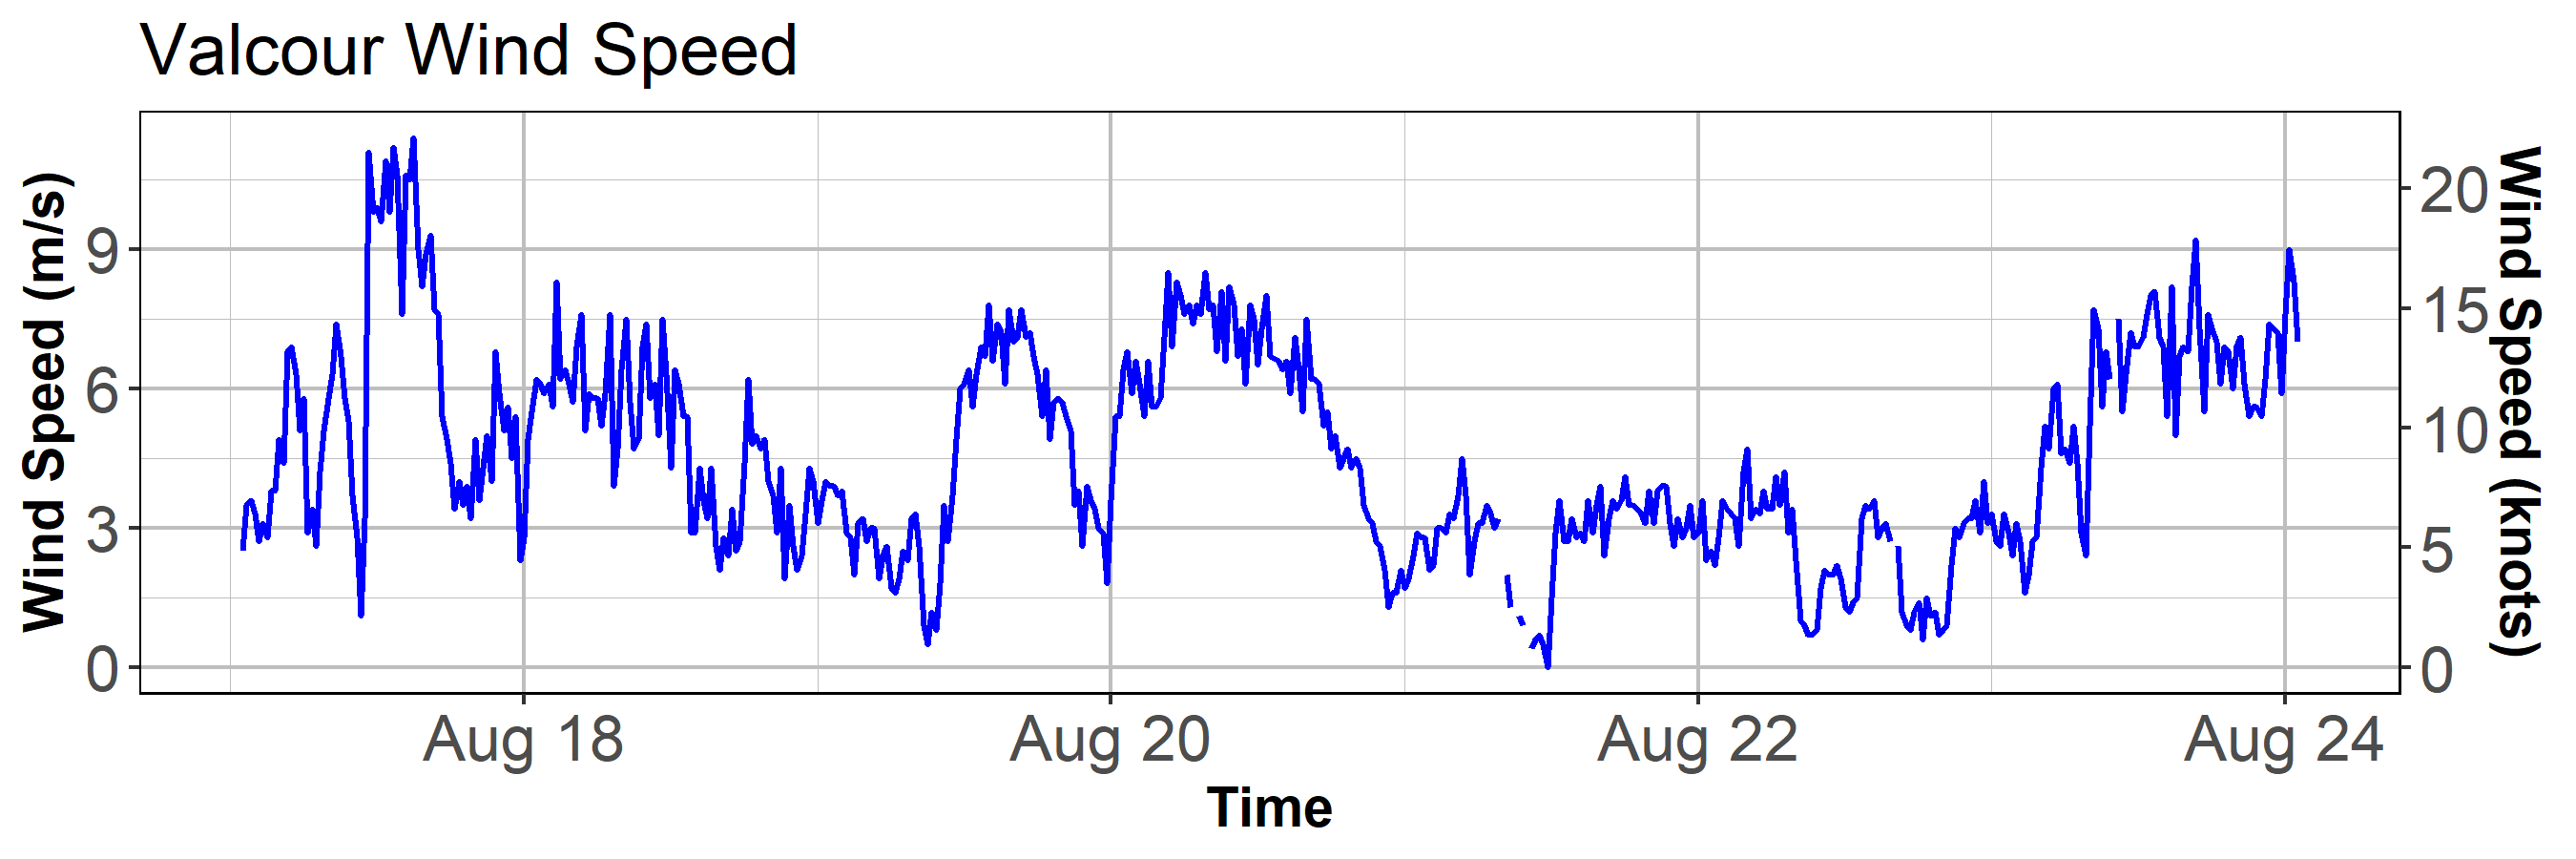 Valcour Wind Speed
Wind Speed (m/s)
9
6
3
0
20
15
10
5
0
Wind Speed (knots)
Aug 18
Aug 20
Aug 22
Aug 24
Time